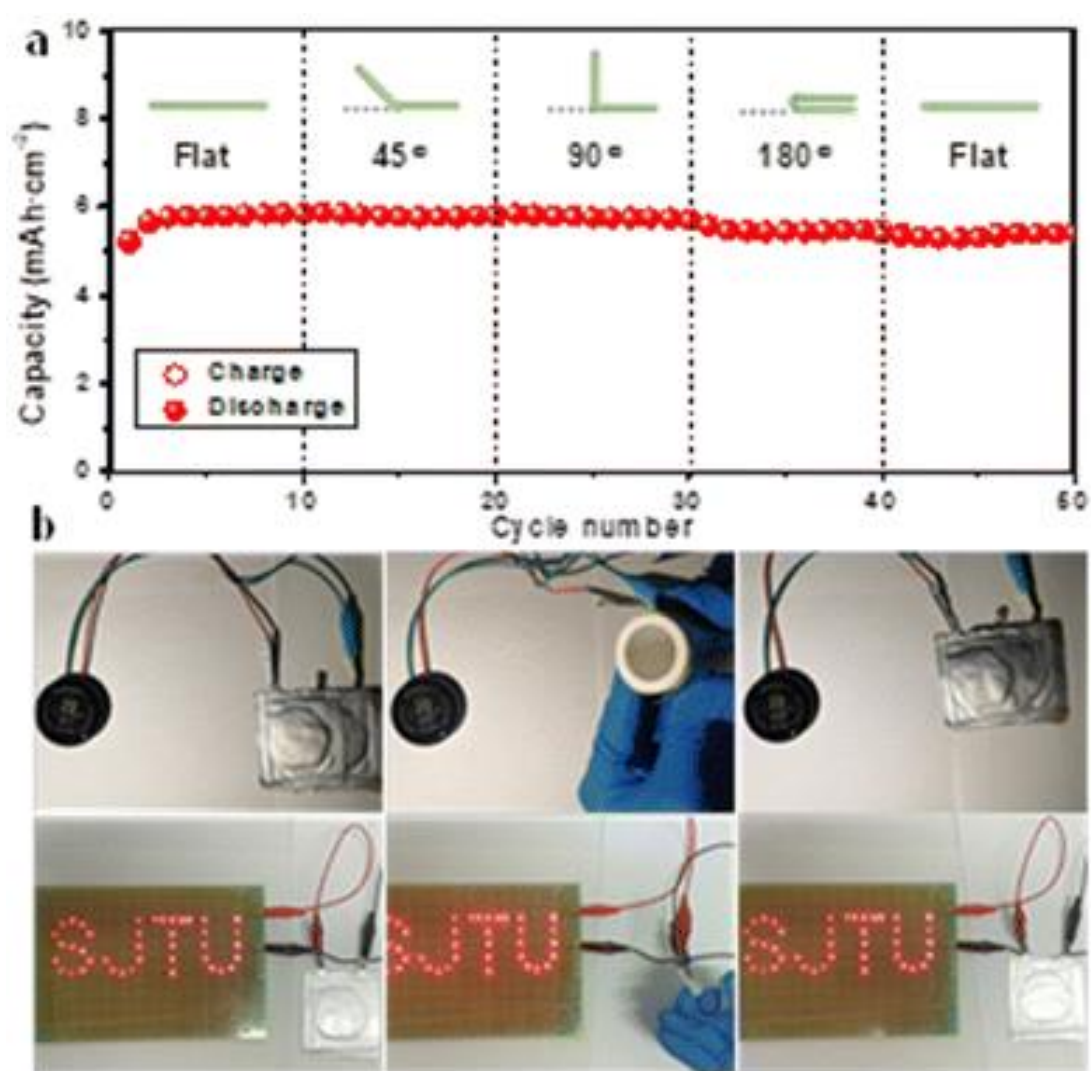 a
10
8
6
4
2
0
Capacity (mAh·cm⁻²)
Flat 45° 90° 180° Flat
Charge
Discharge
0 10 20 30 40 50
Cycle number
b
SJTU SJTU SJTU